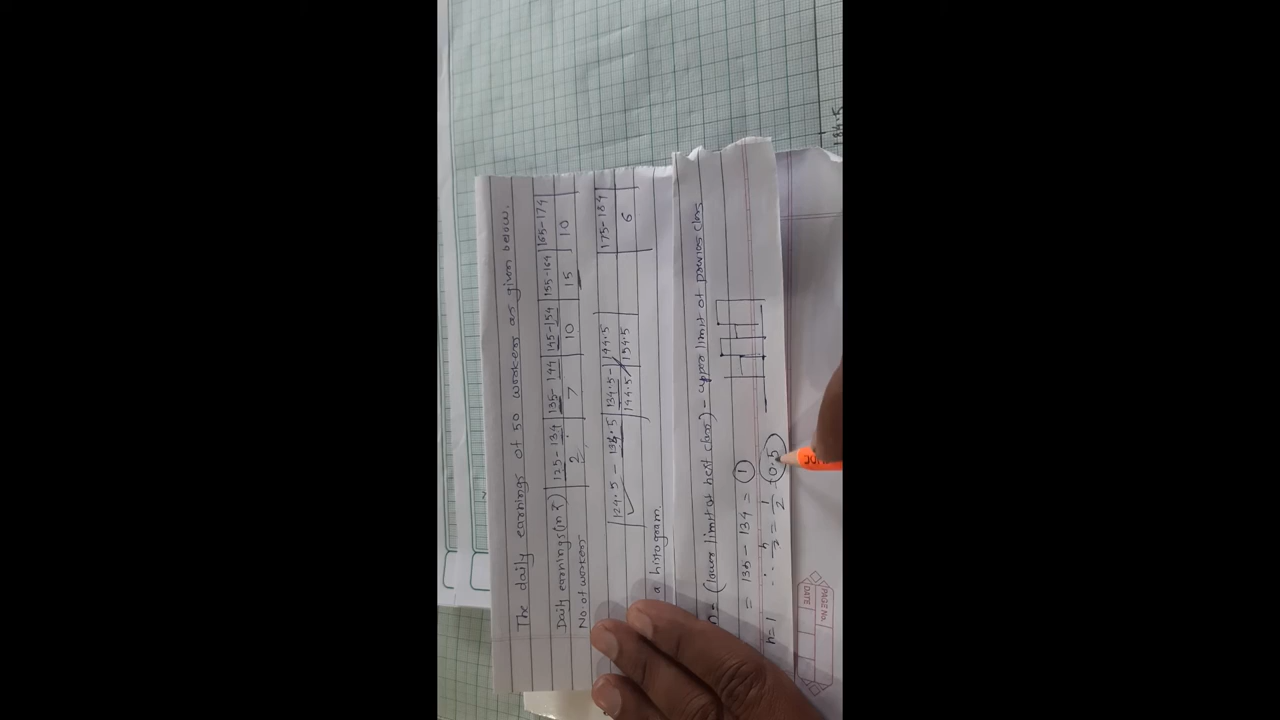 The daily earnings of 50 workers as given below.
Daily earnings (in ₹) 125-134 135-144 145-154 155-164 165-174
No. of workers 2 7 10 15 10
175-184
6
124.5 - 134.5 134.5 - 144.5 144.5
154.5
a histogram.
h = (lower limit of next class) - upper limit of previous class
= 135 - 134 = 1
h=1 ∴ h/2 = 1/2 = 0.5
PAGE NO.
DATE
184.5